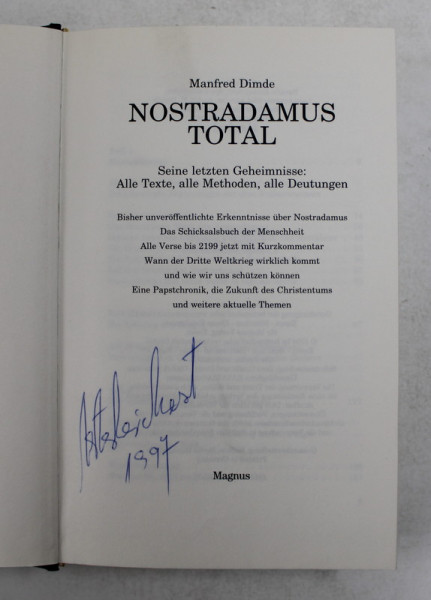 Manfred Dimde
NOSTRADAMUS
TOTAL
Seine letzten Geheimnisse:
Alle Texte, alle Methoden, alle Deutungen
Bisher unveröffentlichte Erkenntnisse über Nostradamus
Das Schicksalsbuch der Menschheit
Alle Verse bis 2199 jetzt mit Kurzkommentar
Wann der Dritte Weltkrieg wirklich kommt
und wie wir uns schützen können
Eine Papstchronik, die Zukunft des Christentums
und weitere aktuelle Themen
1997
Magnus